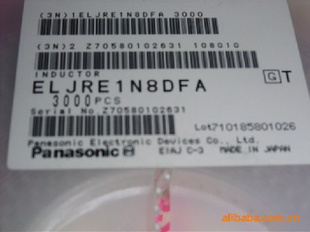 (3N)1ELJRE1N8DFA 3000
(3N)2 Z70580102631 108010
INDUCTOR
ELJRE1N8DFA
3000PCS
Serial No.Z70580102631
G T
Lot710185801026
Panasonic Electronic Devices Co., Ltd.
Panasonic EIAJ C-3 MADE IN JAPAN
alibaba.com.cn